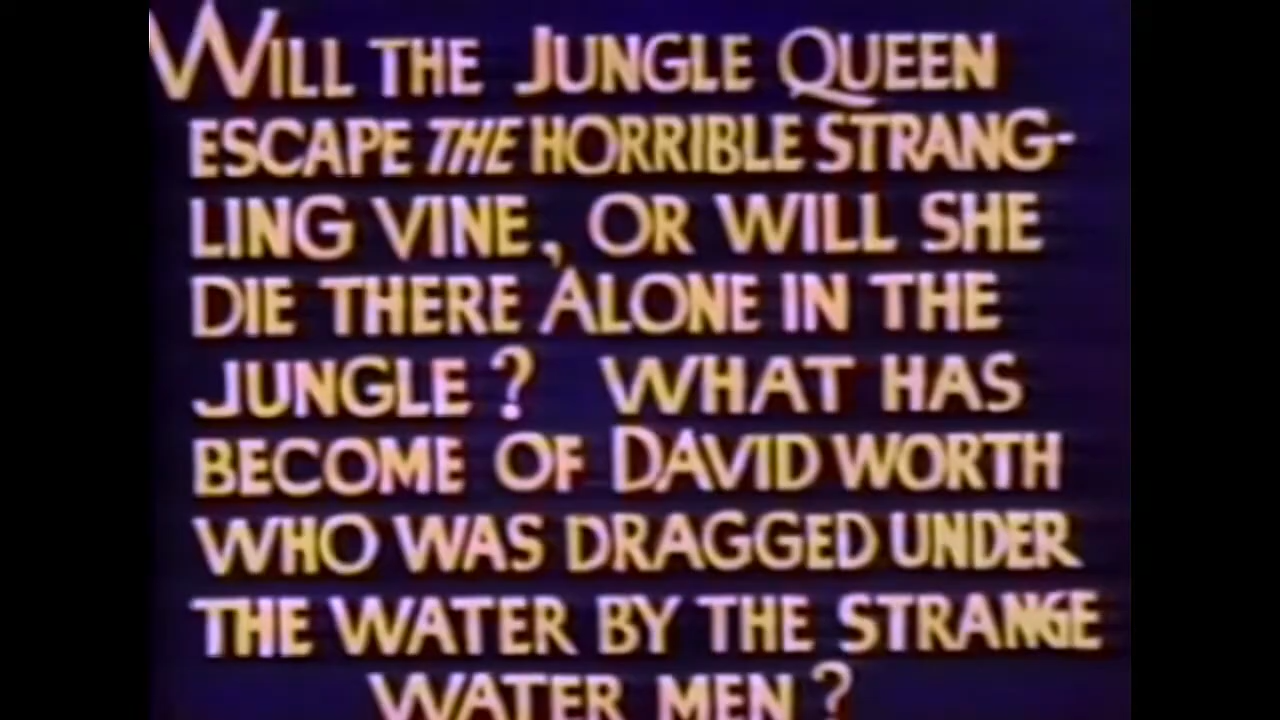 WILL THE JUNGLE QUEEN
ESCAPE THE HORRIBLE STRANG-
LING VINE, OR WILL SHE
DIE THERE ALONE IN THE
JUNGLE? WHAT HAS
BECOME OF DAVID WORTH
WHO WAS DRAGGED UNDER
THE WATER BY THE STRANGE
WATER MEN?